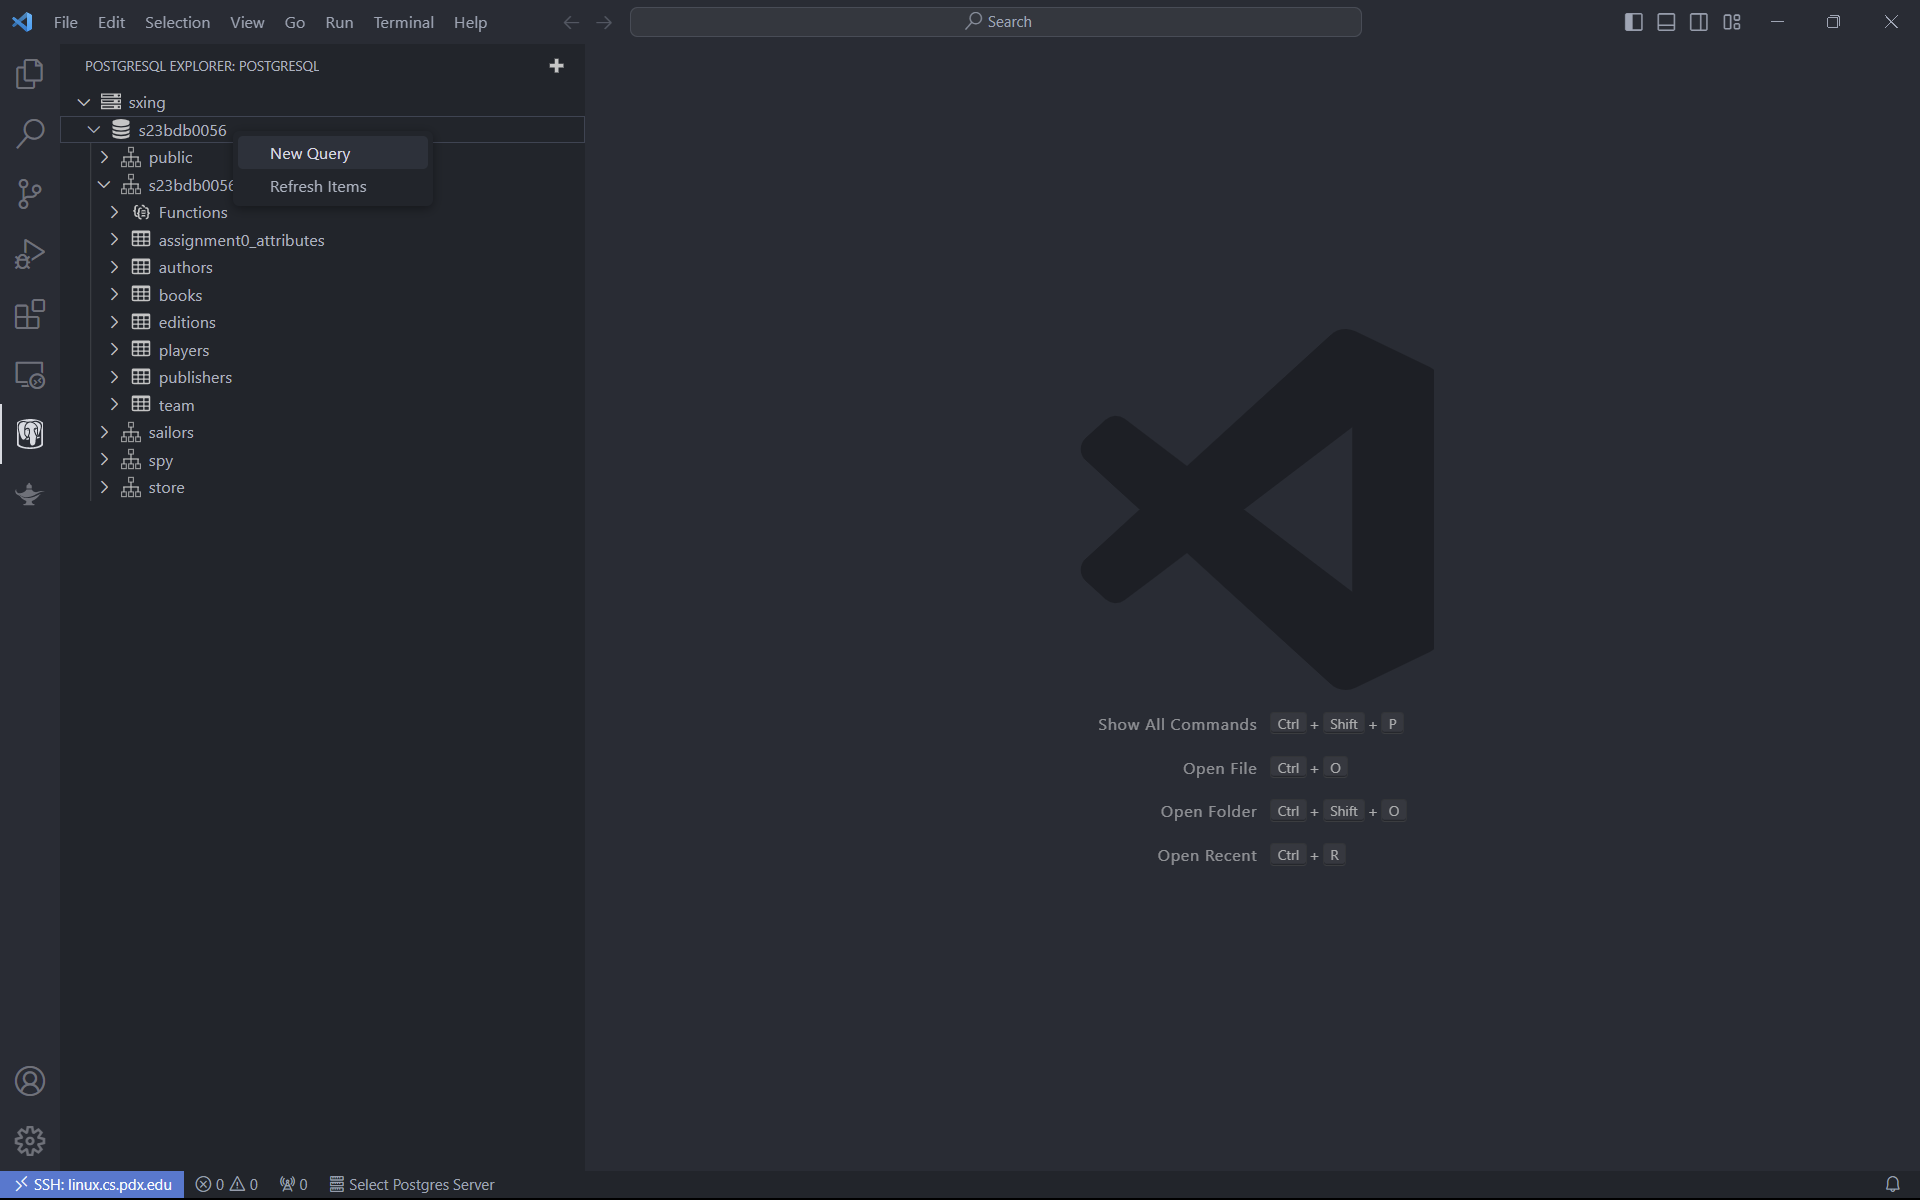 File Edit Selection View Go Run Terminal Help
Search
POSTGRESQL EXPLORER: POSTGRESQL
sxing
s23bdb0056
New Query
public
Refresh Items
s23bdb0056
Functions
assignment0_attributes
authors
books
editions
players
publishers
team
sailors
spy
store
Show All Commands Ctrl + Shift + P
Open File Ctrl + O
Open Folder Ctrl + Shift + O
Open Recent Ctrl + R
SSH: linux.cs.pdx.edu 0 0 0 Select Postgres Server